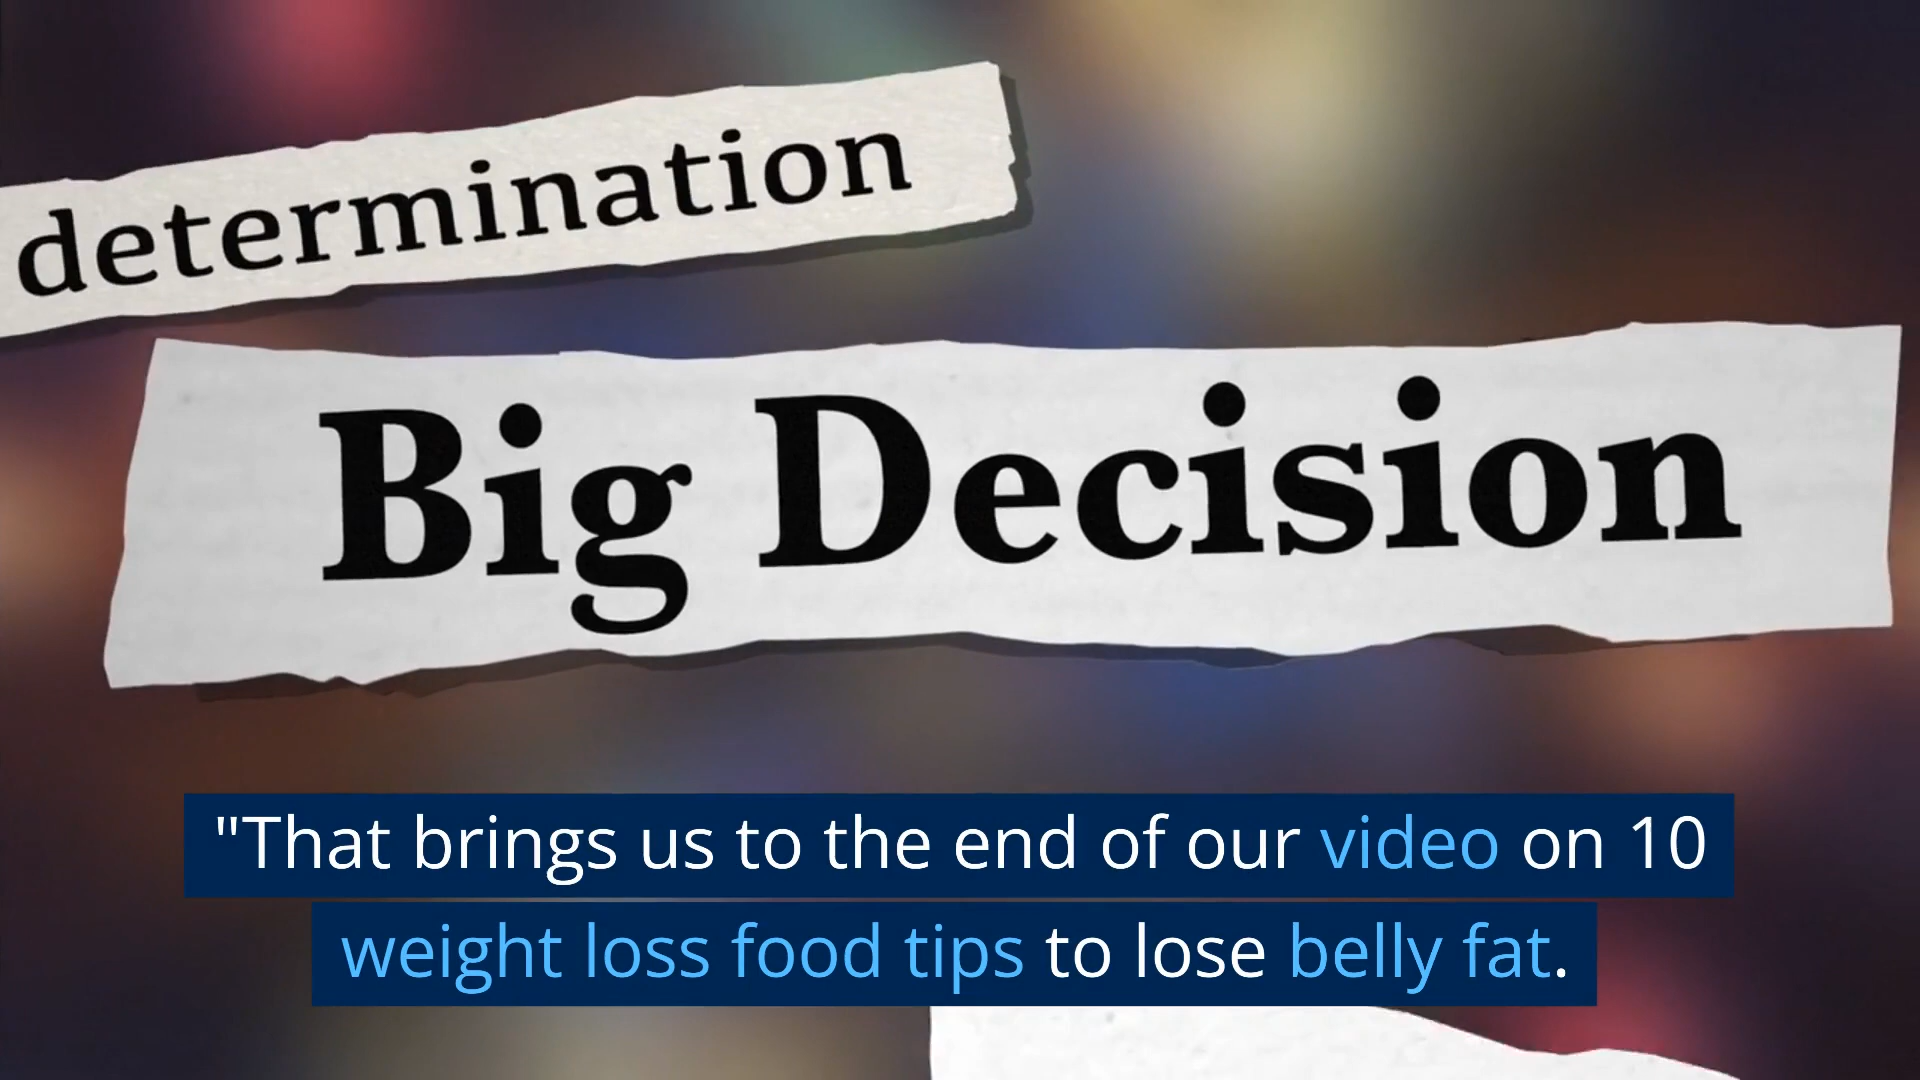 determination
Big Decision
"That brings us to the end of our video on 10
weight loss food tips to lose belly fat.